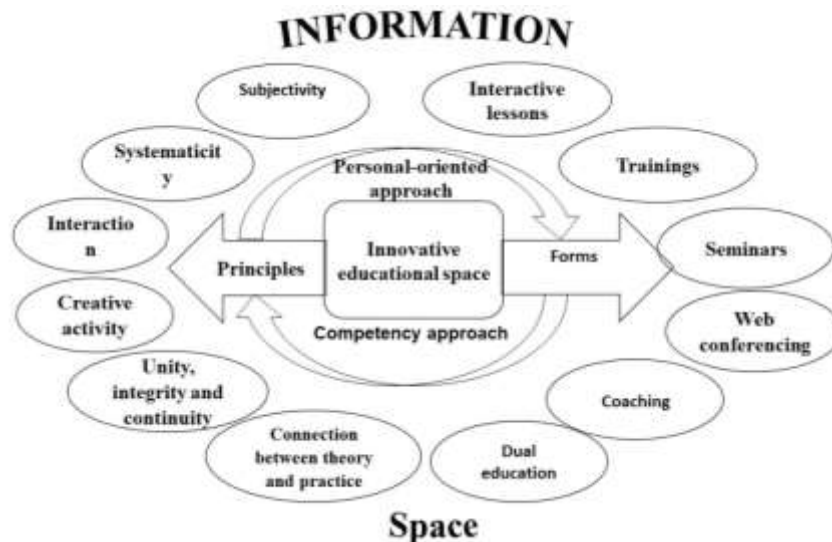 INFORMATION
Subjectivity
Interactive
lessons
Systematicit
y
Personal-oriented
approach
Trainings
Interactio
n
Principles
Innovative
educational space
Forms
Seminars
Creative
activity
Competency approach
Web
conferencing
Unity,
integrity and
continuity
Coaching
Connection
between theory
and practice
Dual
education
Space